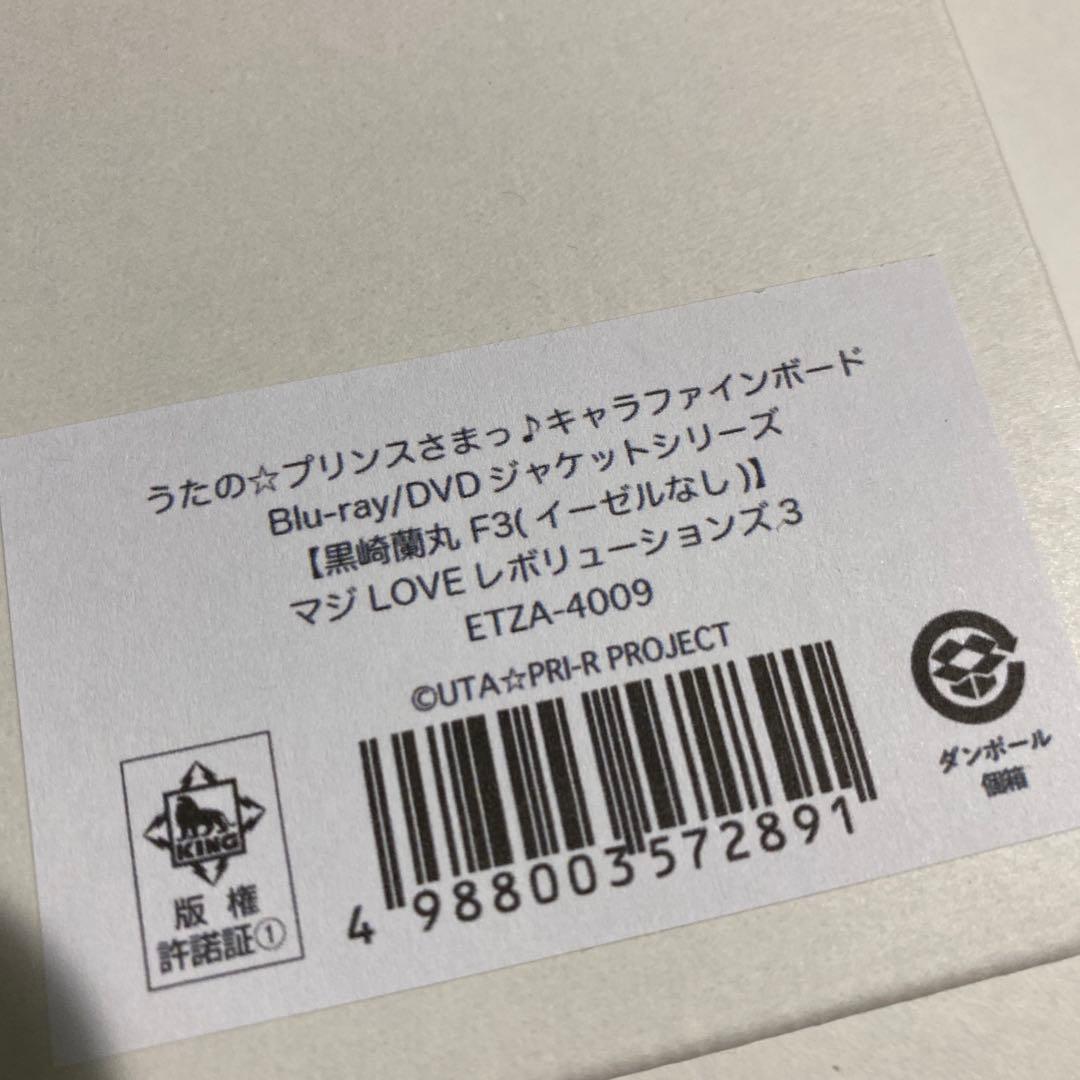 うたの☆プリンスさまっ♪キャラファインボード
Blu-ray/DVD ジャケットシリーズ
【黒崎蘭丸 F3( イーゼルなし )】
マジ LOVE レボリューションズ 3
ETZA-4009
©UTA☆PRI-R PROJECT
4 988003 572891
KING
版 権
許諾証①
ダンボール
個箱